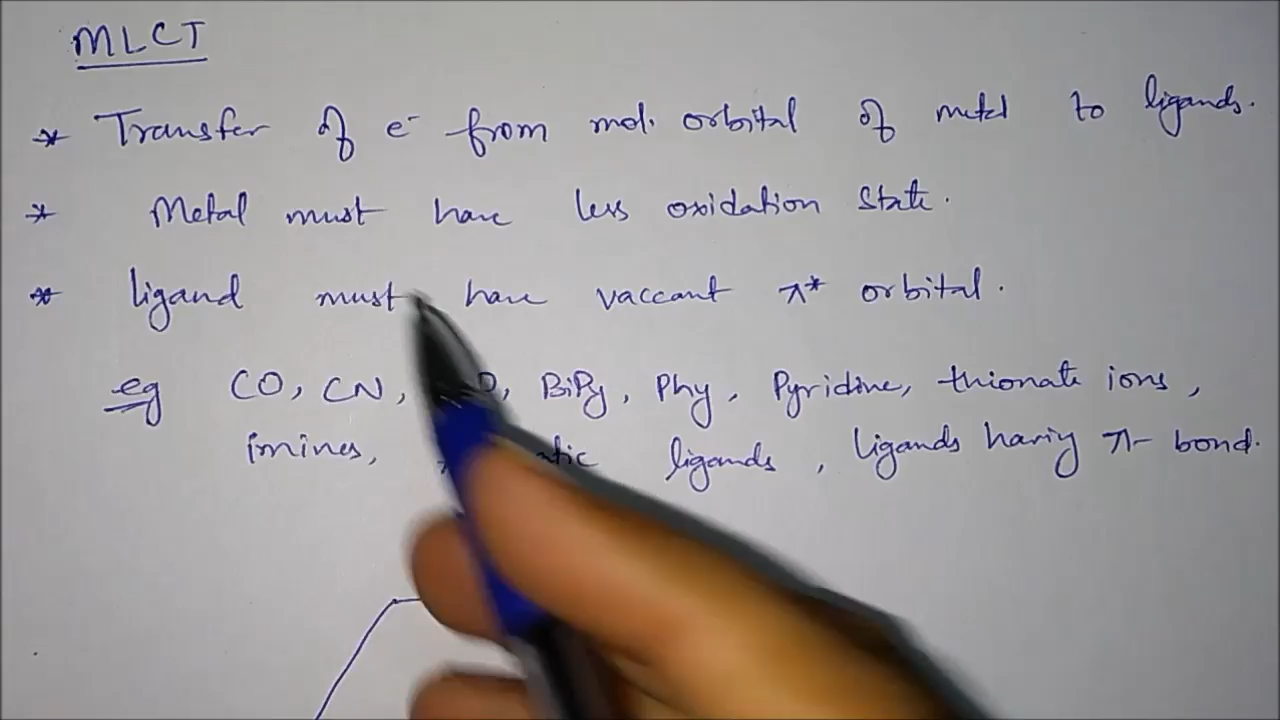 MLCT
* Transfer of e⁻ from mol. orbital of metal to ligands.
* Metal must have less oxidation state.
* ligand must have vaccant π* orbital.
eg CO, CN, BiPy, Phy, Pyridine, thionate ions,
imines, ligands, ligands having π- bond.